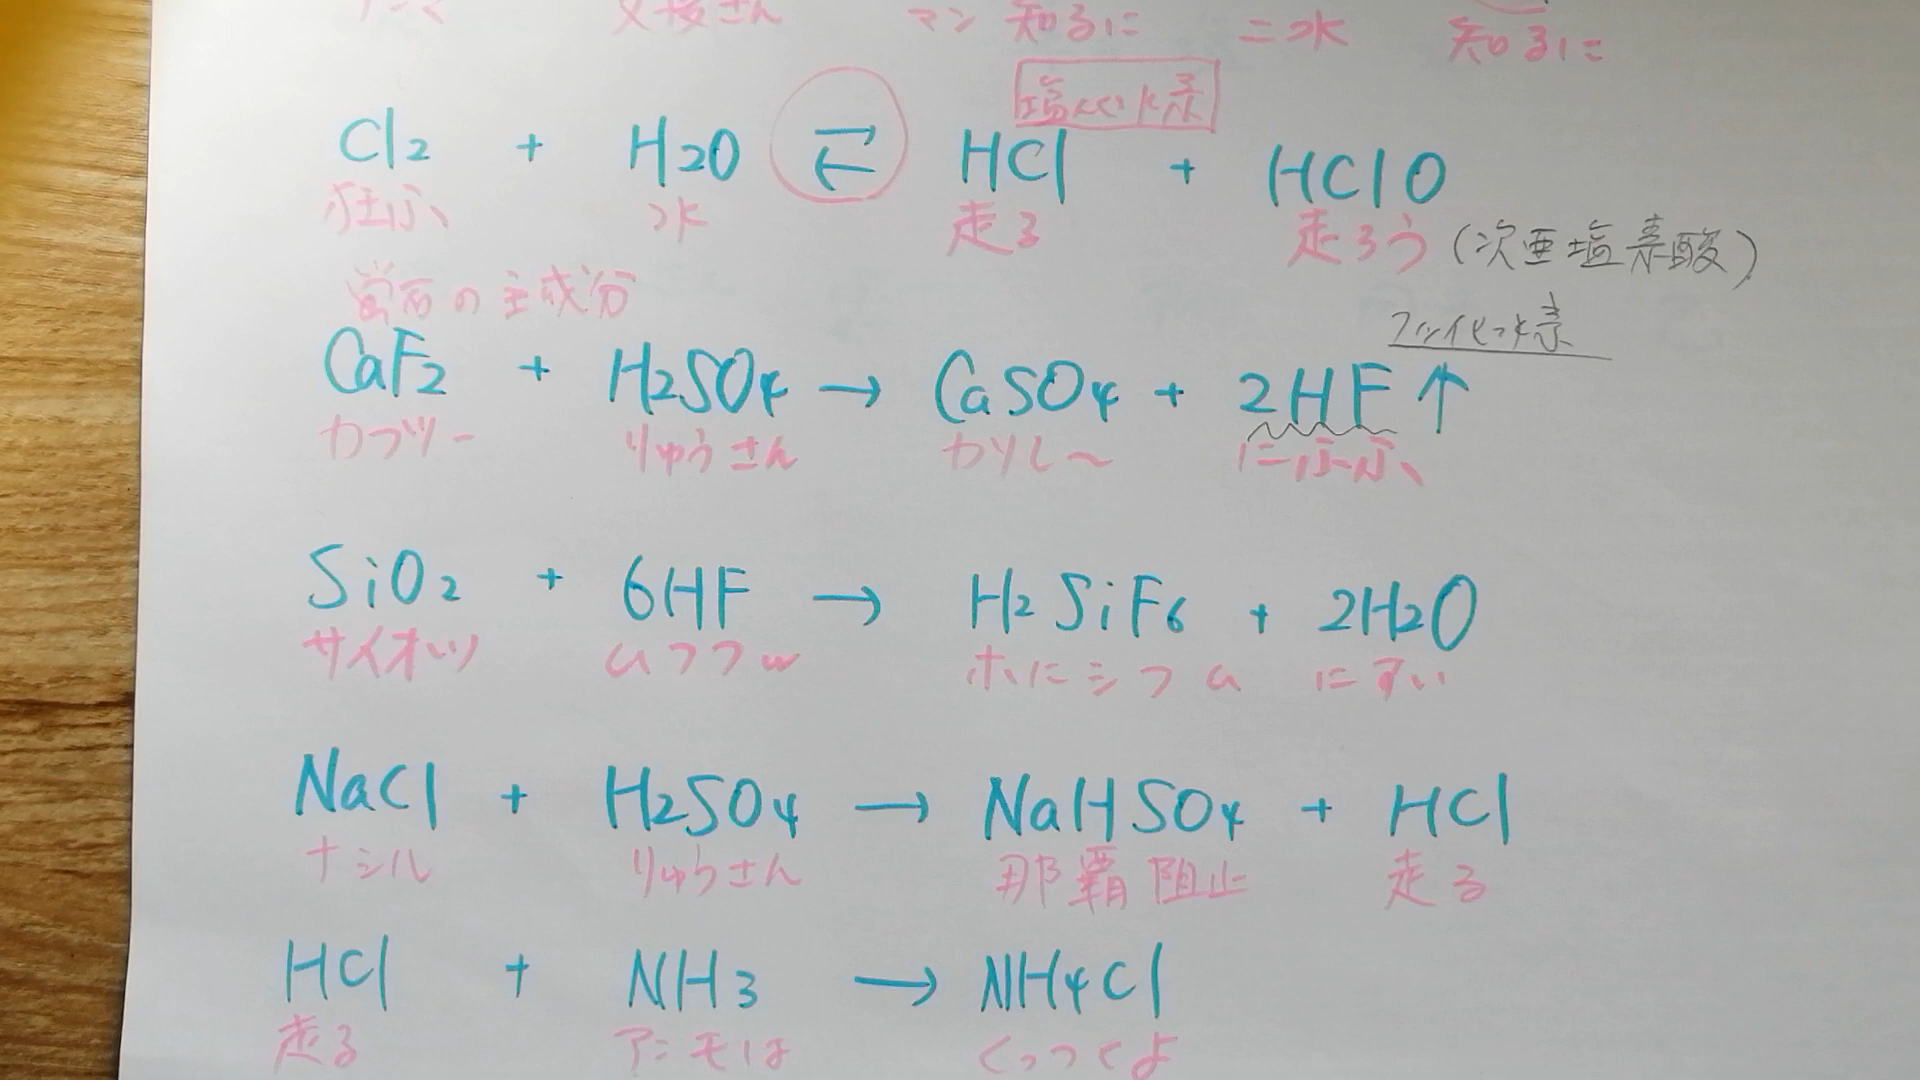 マン 知るに 二水 知るに
塩化水素
Cl2 + H2O ⇄ HCl + HClO
狂ふ 水 走る 走ろう (次亜塩素酸)
蛍石の主成分
フッ化水素
CaF2 + H2SO4 → CaSO4 + 2HF ↑
カフツー りゅうさん カソレ〜 にふふ
SiO2 + 6HF → H2SiF6 + 2H2O
サイオツ ムフフw ホにシフム にすい
NaCl + H2SO4 → NaHSO4 + HCl
ナシル りゅうさん 那覇 阻止 走る
HCl + NH3 → NH4Cl
走る アニモは くっつくよ